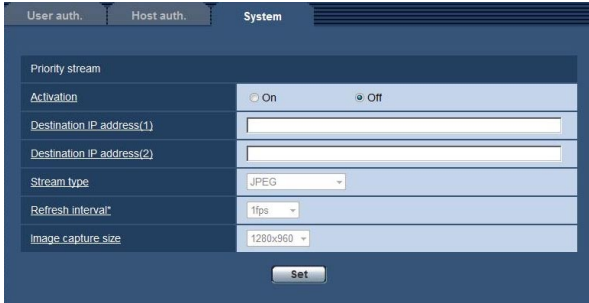 User auth. Host auth. System
Priority stream
Activation On Off
Destination IP address(1)
Destination IP address(2)
Stream type JPEG
Refresh interval* 1fps
Image capture size 1280x960
Set